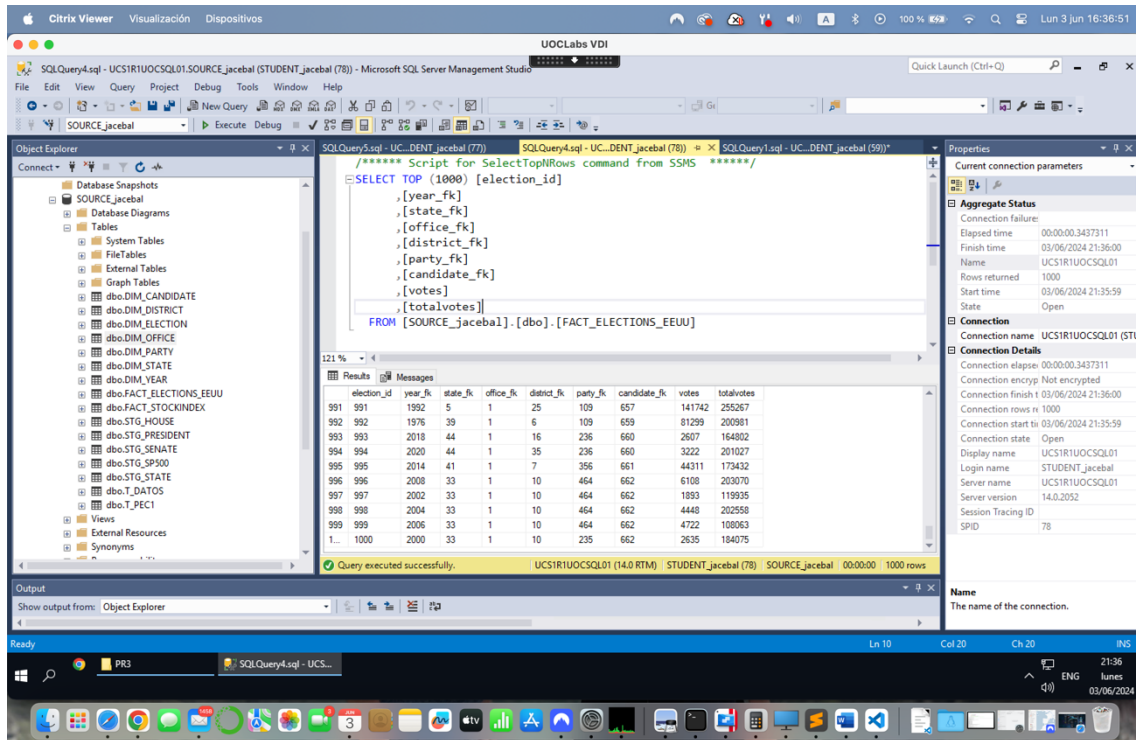 Citrix Viewer Visualización Dispositivos A 100 % Lun 3 jun 16:36:51
UOCLabs VDI
SQLQuery4.sql - UCS1R1UOCSQL01.SOURCE_jacebal (STUDENT_jacebal (78)) - Microsoft SQL Server Management Studio Quick Launch (Ctrl+Q)
File Edit View Query Project Debug Tools Window Help
New Query
SOURCE_jacebal Execute Debug
Object Explorer
Connect
Database Snapshots
SOURCE_jacebal
Database Diagrams
Tables
System Tables
FileTables
External Tables
Graph Tables
dbo.DIM_CANDIDATE
dbo.DIM_DISTRICT
dbo.DIM_ELECTION
dbo.DIM_OFFICE
dbo.DIM_PARTY
dbo.DIM_STATE
dbo.DIM_YEAR
dbo.FACT_ELECTIONS_EEUU
dbo.FACT_STOCKINDEX
dbo.STG_HOUSE
dbo.STG_PRESIDENT
dbo.STG_SENATE
dbo.STG_SP500
dbo.STG_STATE
dbo.T_DATOS
dbo.T_PEC1
Views
External Resources
Synonyms
SQLQuery5.sql - UC...DENT_jacebal (77)) SQLQuery4.sql - UC...DENT_jacebal (78)) SQLQuery1.sql - UC...DENT_jacebal (59))*
/****** Script for SelectTopNRows command from SSMS ******/
SELECT TOP (1000) [election_id]
,[year_fk]
,[state_fk]
,[office_fk]
,[district_fk]
,[party_fk]
,[candidate_fk]
,[votes]
,[totalvotes]
FROM [SOURCE_jacebal].[dbo].[FACT_ELECTIONS_EEUU]
121 %
Results Messages
election_id year_fk state_fk office_fk district_fk party_fk candidate_fk votes totalvotes
991 991 1992 5 1 25 109 657 141742 255267
992 992 1976 39 1 6 109 659 81299 200981
993 993 2018 44 1 16 236 660 2607 164802
994 994 2020 44 1 35 236 660 3222 201027
995 995 2014 41 1 7 356 661 44311 173432
996 996 2008 33 1 10 464 662 6108 203070
997 997 2002 33 1 10 464 662 1893 119935
998 998 2004 33 1 10 464 662 4448 202558
999 999 2006 33 1 10 464 662 4722 108063
1... 1000 2000 33 1 10 235 662 2635 184075
Query executed successfully. UCS1R1UOCSQL01 (14.0 RTM) STUDENT_jacebal (78) SOURCE_jacebal 00:00:00 1000 rows
Properties
Current connection parameters
Aggregate Status
Connection failure:
Elapsed time 00:00:00.3437311
Finish time 03/06/2024 21:36:00
Name UCS1R1UOCSQL01
Rows returned 1000
Start time 03/06/2024 21:35:59
State Open
Connection
Connection name UCS1R1UOCSQL01 (STU
Connection Details
Connection elapse 00:00:00.3437311
Connection encryp Not encrypted
Connection finish t 03/06/2024 21:36:00
Connection rows re 1000
Connection start tir 03/06/2024 21:35:59
Connection state Open
Display name UCS1R1UOCSQL01
Login name STUDENT_jacebal
Server name UCS1R1UOCSQL01
Server version 14.0.2052
Session Tracing ID
SPID 78
Name
The name of the connection.
Output
Show output from: Object Explorer
Ready Ln 10 Col 20 Ch 20 INS
PR3 SQLQuery4.sql - UCS... ENG 21:36
lunes
03/06/2024
JUN
3
tv